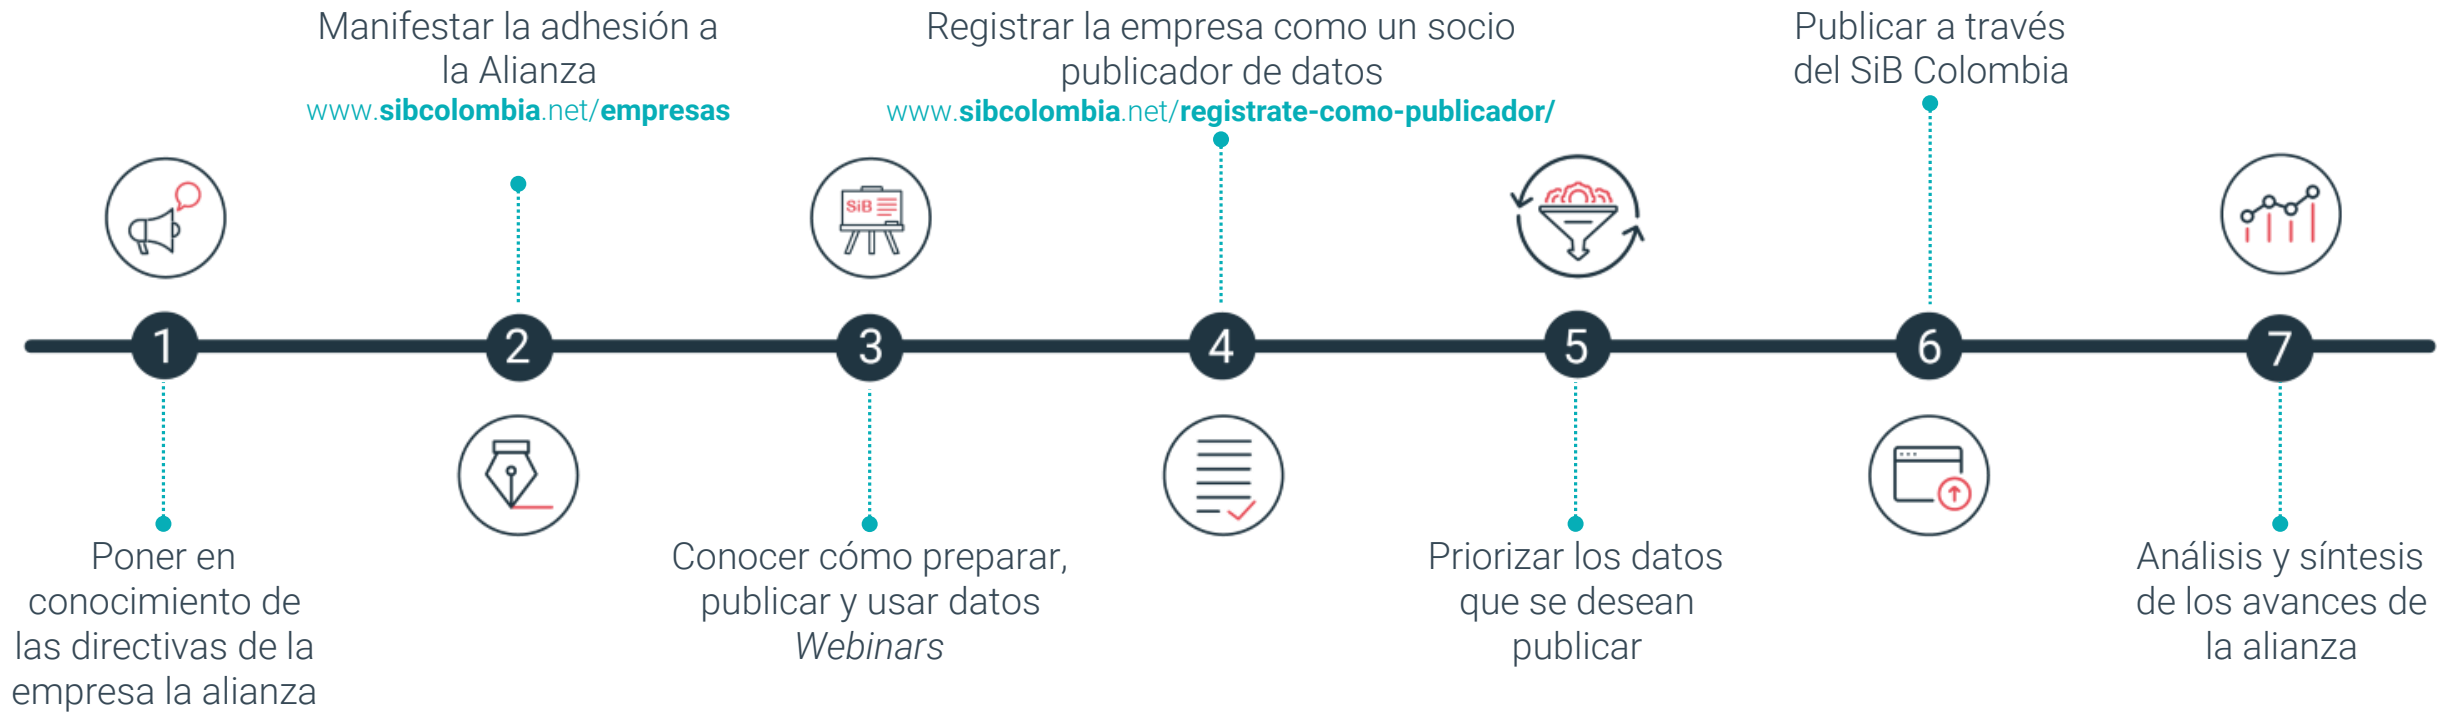 Manifestar la adhesión a
la Alianza
www.sibcolombia.net/empresas
Registrar la empresa como un socio
publicador de datos
www.sibcolombia.net/registrate-como-publicador/
Publicar a través
del SiB Colombia
SiB
1
2
3
4
5
6
7
Poner en
conocimiento de
las directivas de la
empresa la alianza
Conocer cómo preparar,
publicar y usar datos
Webinars
Priorizar los datos
que se desean
publicar
Análisis y síntesis
de los avances de
la alianza